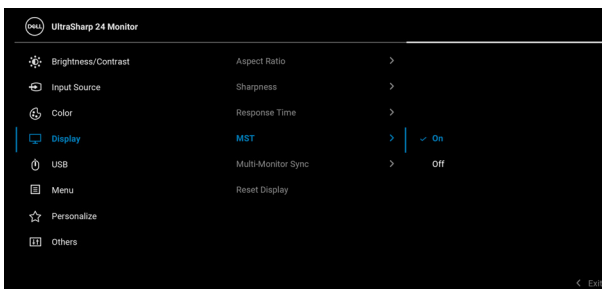 DELL UltraSharp 24 Monitor
Brightness/Contrast Aspect Ratio
Input Source Sharpness
Color Response Time
Display MST On
USB Multi-Monitor Sync Off
Menu Reset Display
Personalize
Others
Exit